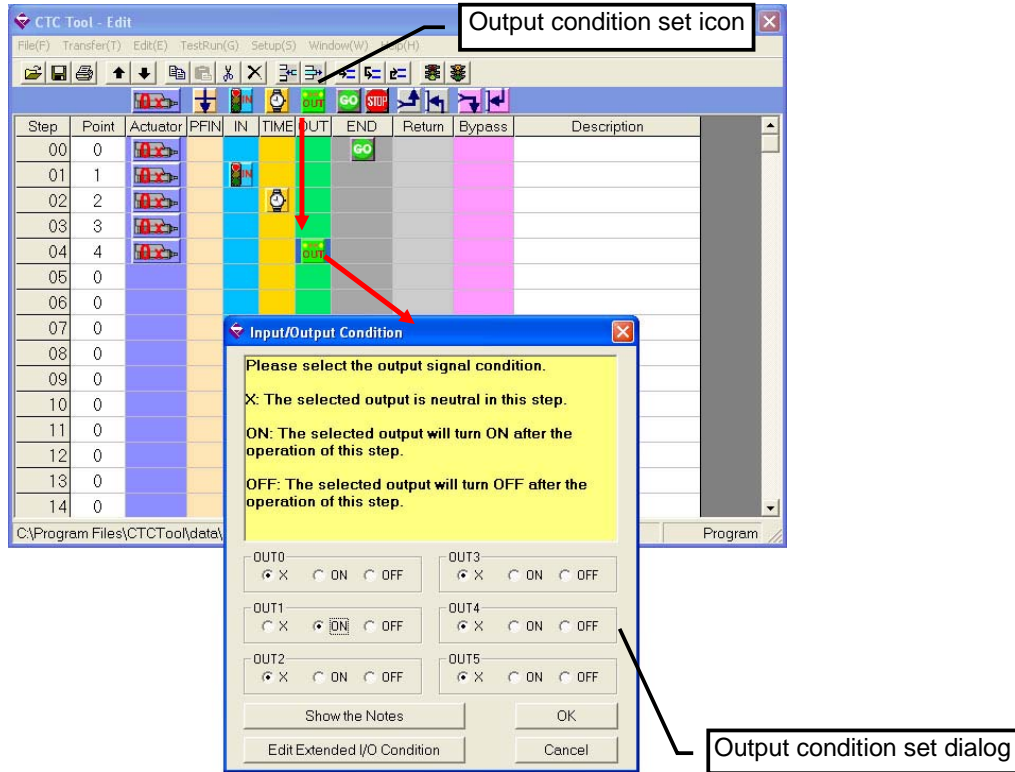 Output condition set icon
CTC Tool - Edit
File(F) Transfer(T) Edit(E) TestRun(G) Setup(S) Window(W)
OUT GO STOP
Step Point Actuator PFIN IN TIME OUT END Return Bypass Description
00 0 GO
01 1 IN
02 2
03 3
04 4 OUT
05 0
06 0
07 0
08 0
09 0
10 0
11 0
12 0
13 0
14 0
C:\Program Files\CTCTool\data\ Program
Input/Output Condition
Please select the output signal condition.
X: The selected output is neutral in this step.
ON: The selected output will turn ON after the
operation of this step.
OFF: The selected output will turn OFF after the
operation of this step.
OUT0 OUT3
X ON OFF X ON OFF
OUT1 OUT4
X ON OFF X ON OFF
OUT2 OUT5
X ON OFF X ON OFF
Show the Notes OK
Edit Extended I/O Condition Cancel
Output condition set dialog